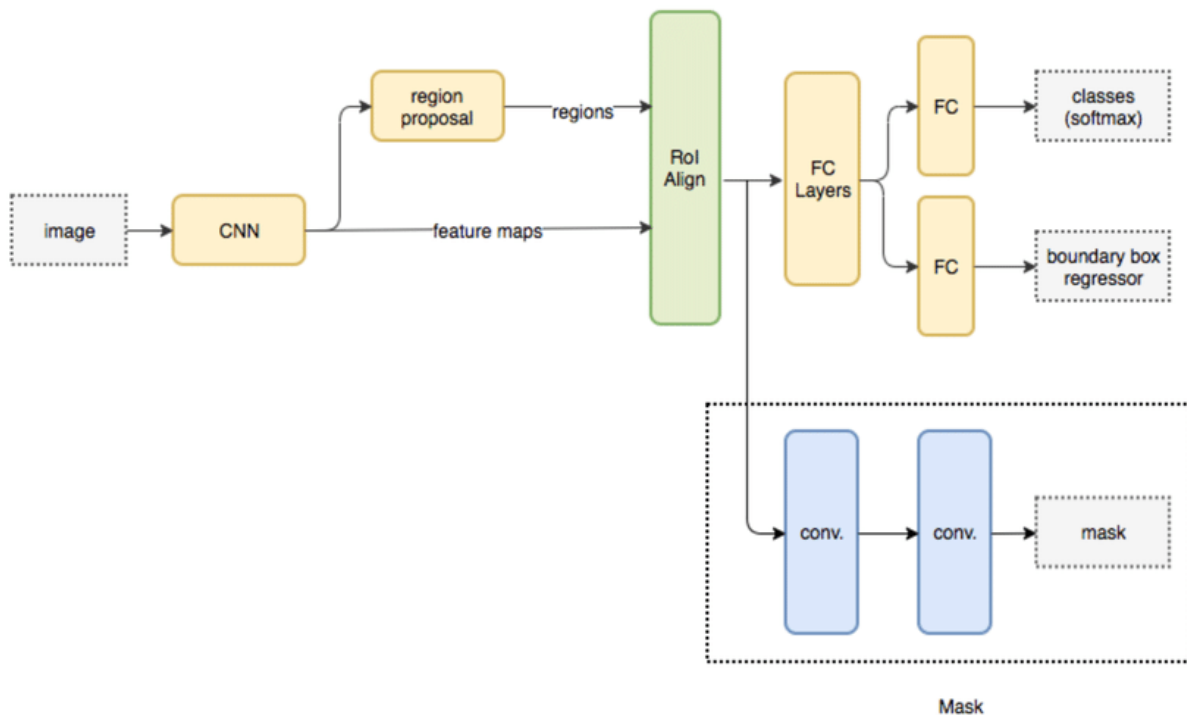 image
CNN
region
proposal
regions
feature maps
RoI
Align
FC
Layers
FC
classes
(softmax)
FC
boundary box
regressor
conv.
conv.
mask
Mask